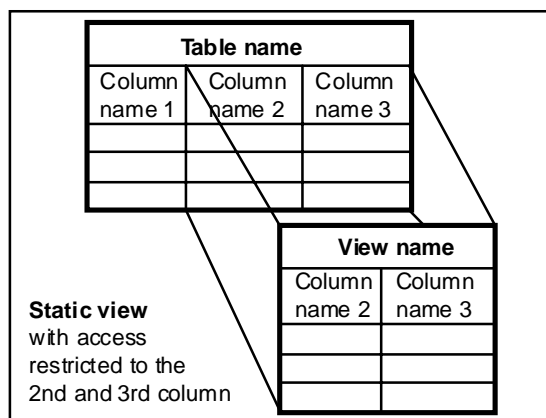 Table name
Column name 1
Column name 2
Column name 3
View name
Column name 2
Column name 3
Static view
with access
restricted to the
2nd and 3rd column